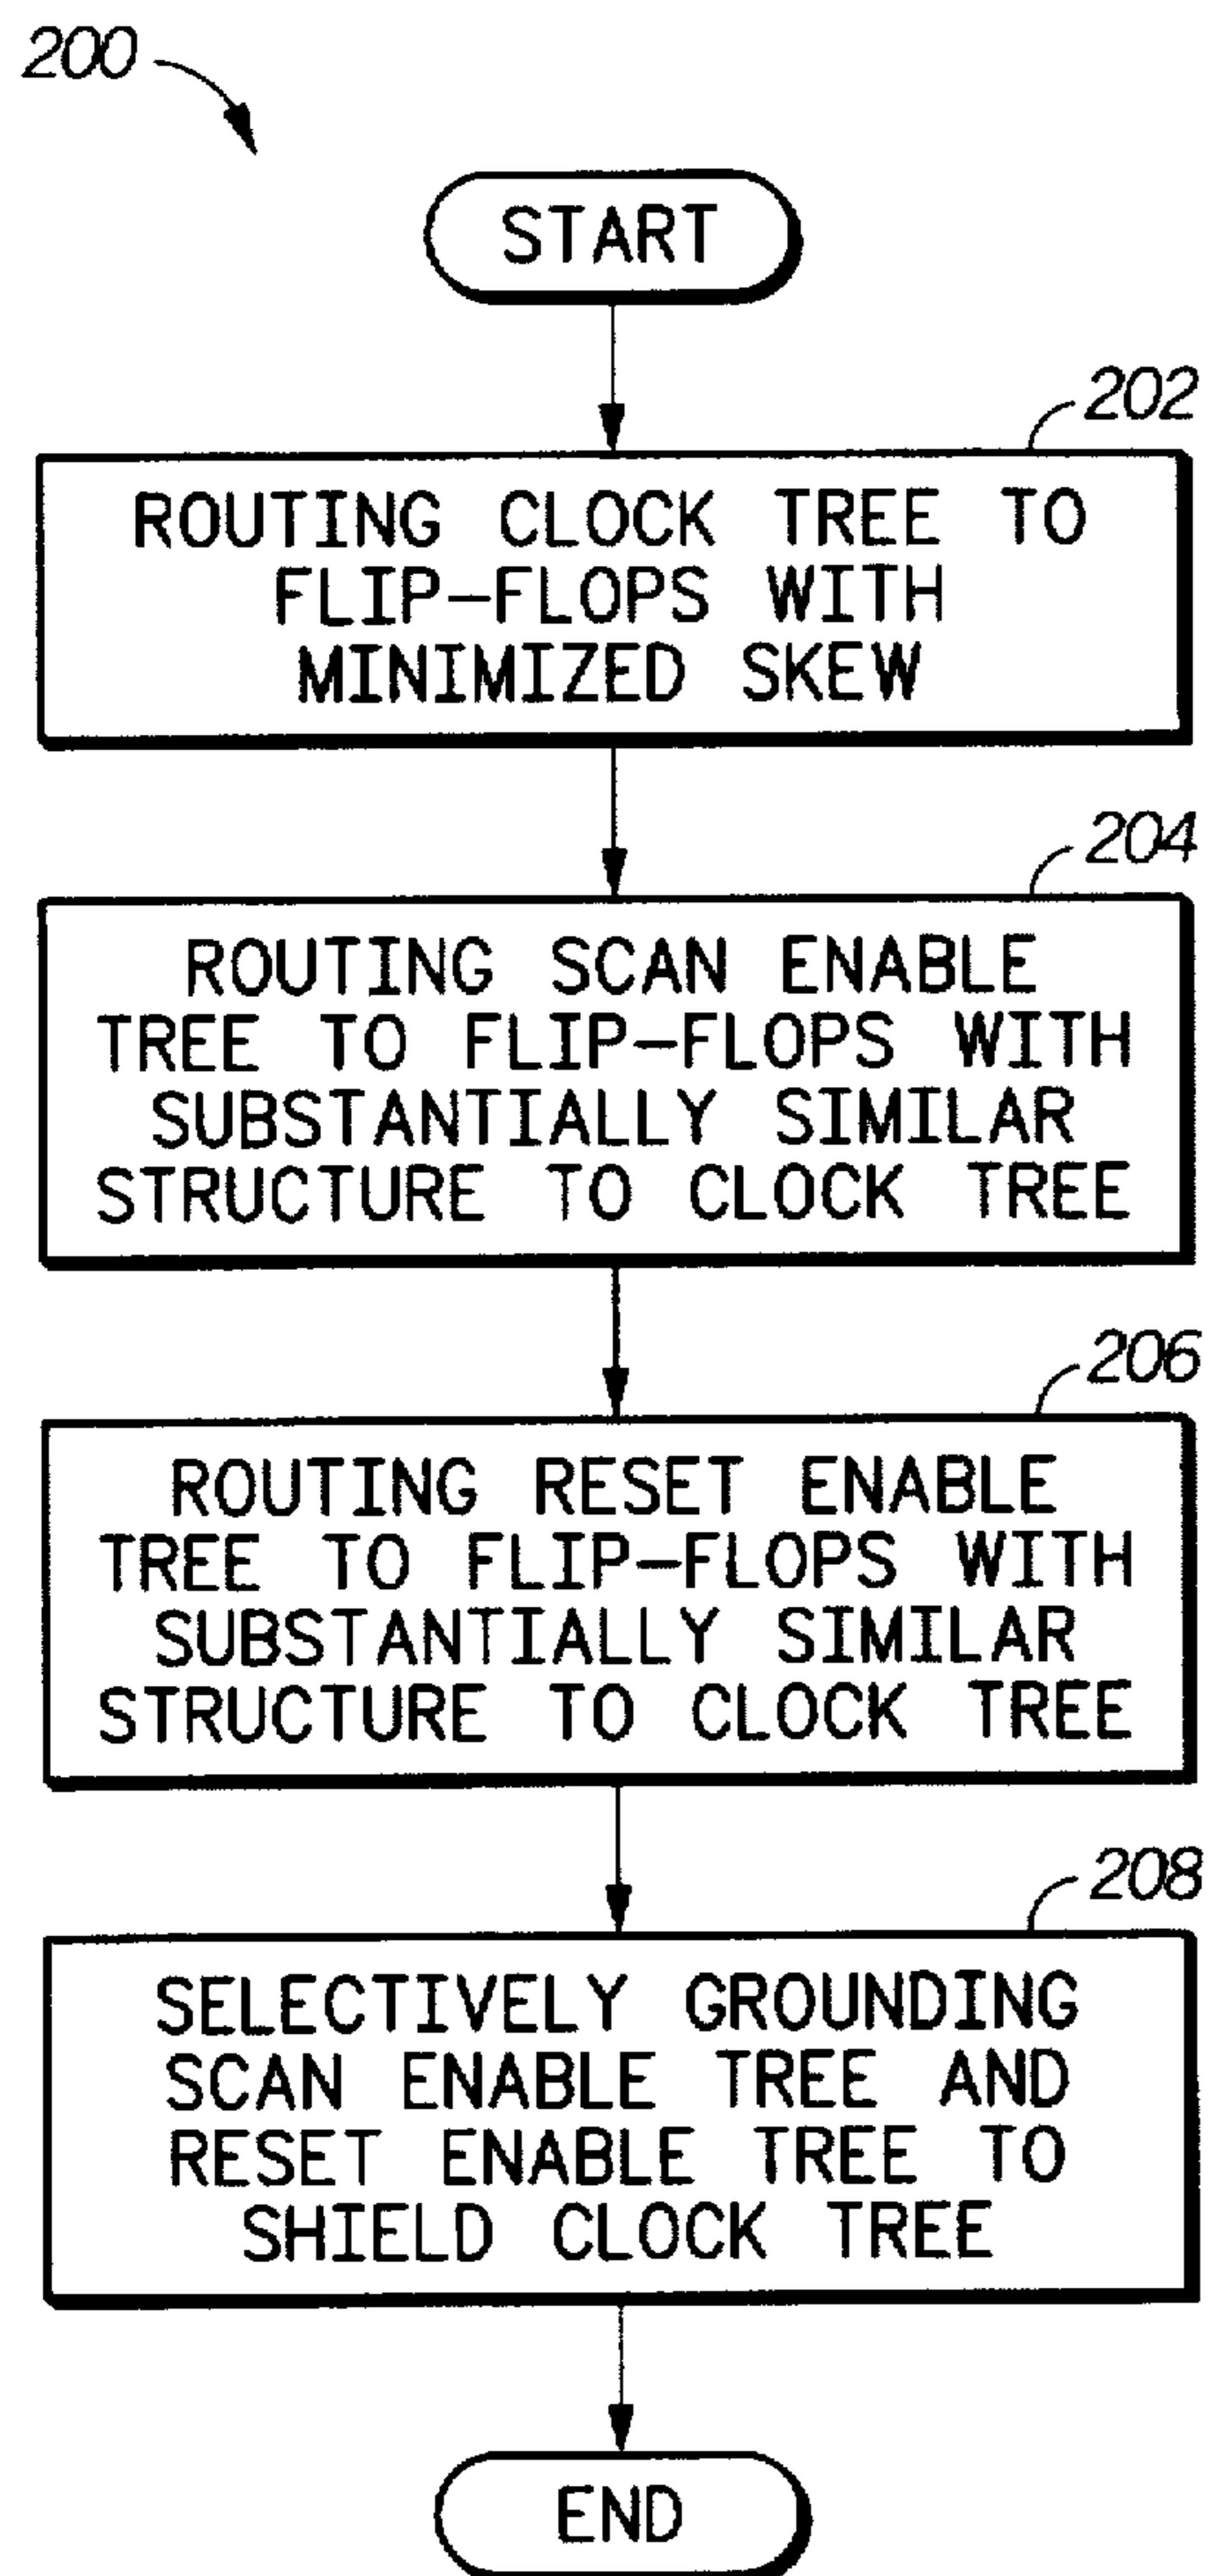 200
START
202
ROUTING CLOCK TREE TO
FLIP-FLOPS WITH
MINIMIZED SKEW
204
ROUTING SCAN ENABLE
TREE TO FLIP-FLOPS WITH
SUBSTANTIALLY SIMILAR
STRUCTURE TO CLOCK TREE
206
ROUTING RESET ENABLE
TREE TO FLIP-FLOPS WITH
SUBSTANTIALLY SIMILAR
STRUCTURE TO CLOCK TREE
208
SELECTIVELY GROUNDING
SCAN ENABLE TREE AND
RESET ENABLE TREE TO
SHIELD CLOCK TREE
END